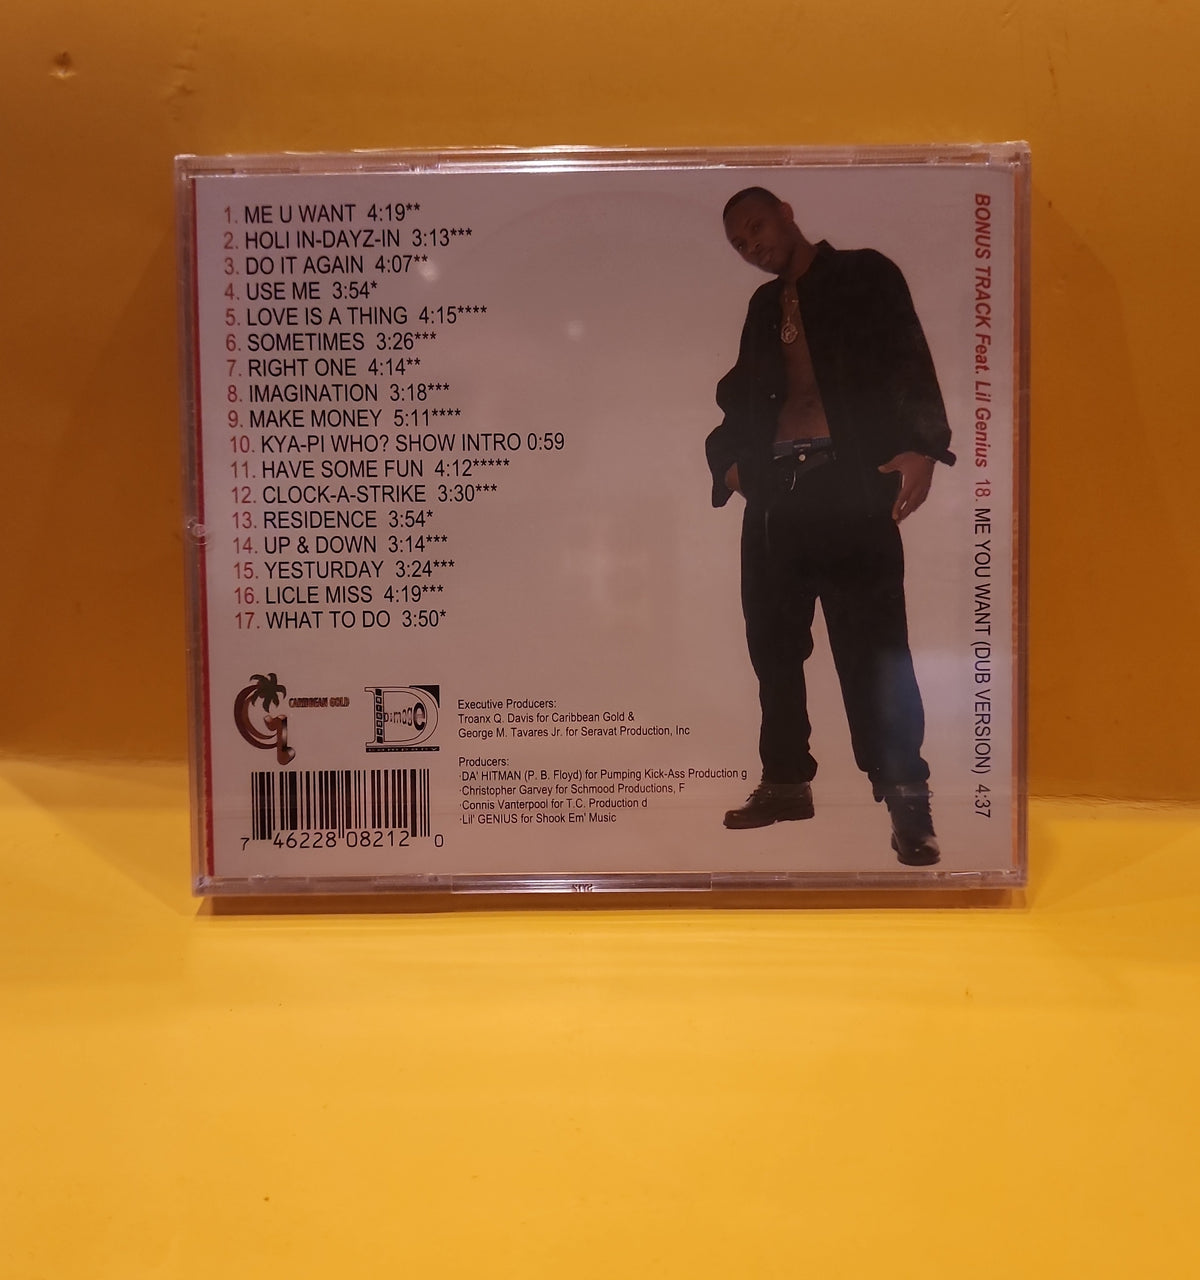 1. ME U WANT 4:19**
2. HOLI IN-DAYZ-IN 3:13***
3. DO IT AGAIN 4:07**
4. USE ME 3:54*
5. LOVE IS A THING 4:15****
6. SOMETIMES 3:26***
7. RIGHT ONE 4:14**
8. IMAGINATION 3:18***
9. MAKE MONEY 5:11****
10. KYA-PI WHO? SHOW INTRO 0:59
11. HAVE SOME FUN 4:12*****
12. CLOCK-A-STRIKE 3:30***
13. RESIDENCE 3:54*
14. UP & DOWN 3:14***
15. YESTURDAY 3:24***
16. LICLE MISS 4:19***
17. WHAT TO DO 3:50*
BONUS TRACK Feat. Lil Genius 18. ME YOU WANT (DUB VERSION) 4:37
CARIBBEAN GOLD
D:mage
company
Executive Producers:
Troanx Q. Davis for Caribbean Gold &
George M. Tavares Jr. for Seravat Production, Inc
Producers:
·DA' HITMAN (P. B. Floyd) for Pumping Kick-Ass Production g
·Christopher Garvey for Schmood Productions, F
·Connis Vanterpool for T.C. Production d
·Lil' GENIUS for Shook Em' Music
7 46228 08212 0